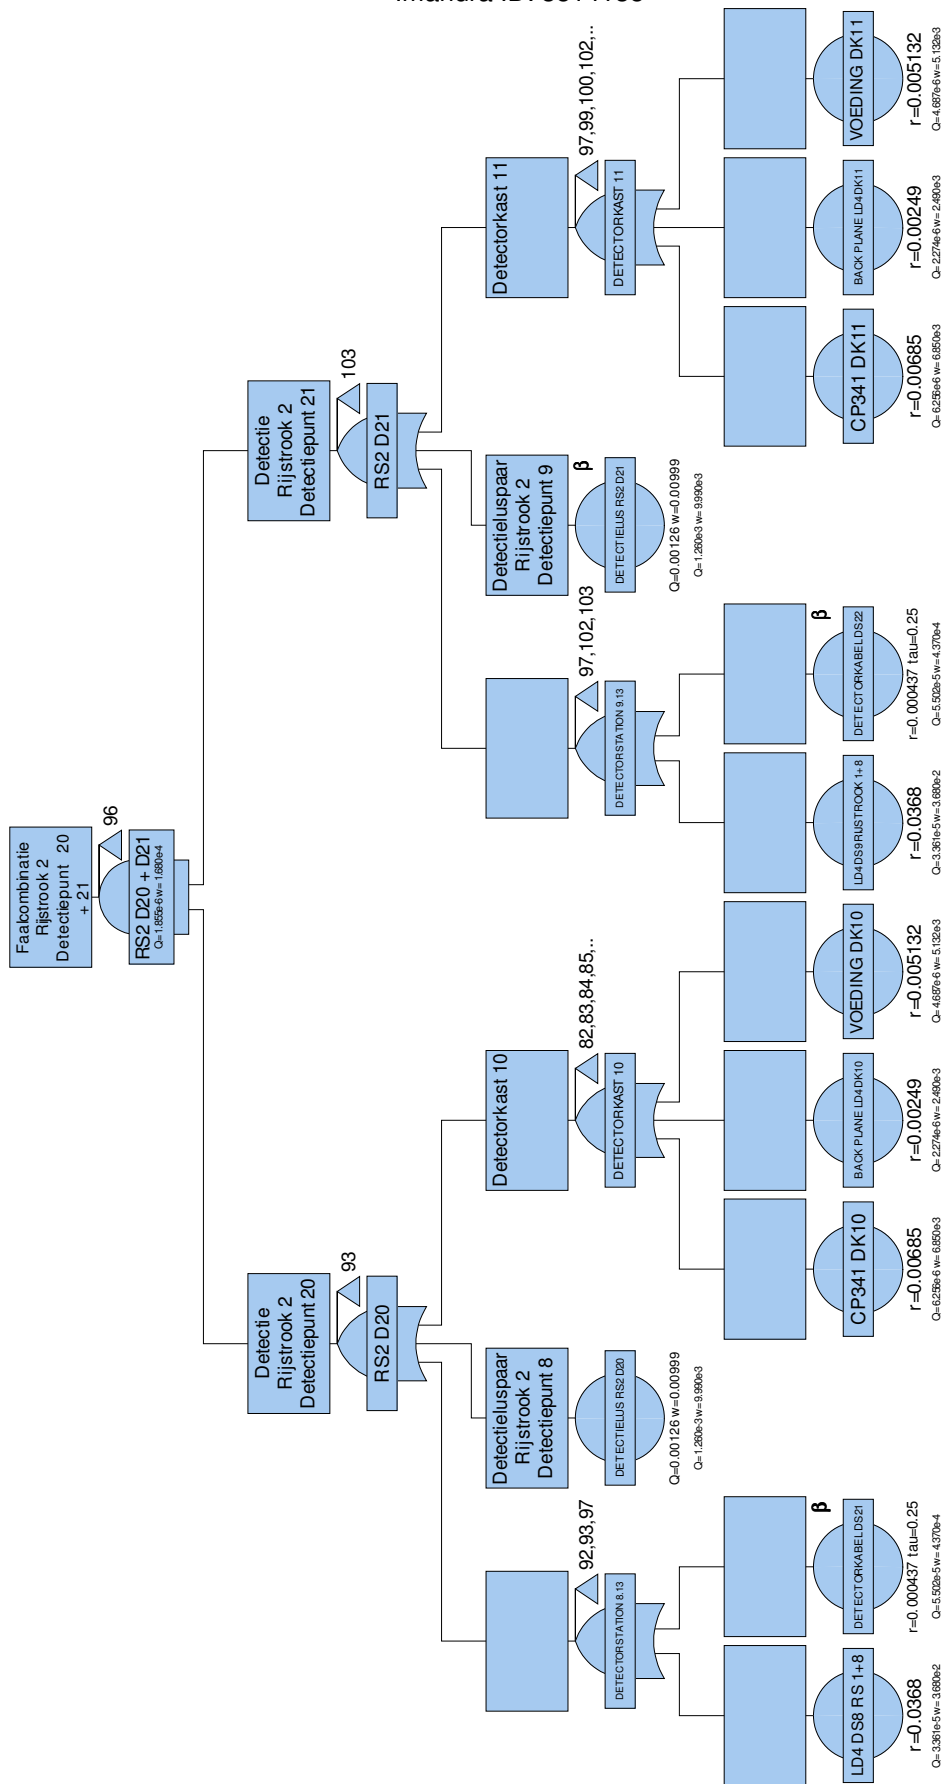 Faalcombinatie
Rijstrook 2
Detectiepunt 20
+ 21
96
RS2 D20 + D21
Q=1.855e-6 w=1.680e-4
Detectie
Rijstrook 2
Detectiepunt 20
93
RS2 D20
Detectie
Rijstrook 2
Detectiepunt 21
103
RS2 D21
92,93,97
DETECTORSTATION 8.13
Detectieluspaar
Rijstrook 2
Detectiepunt 8
DETECTIELUS RS2 D20
Q=0.00126 w=0.00999
Q=1.260e-3 w=9.990e-3
Detectorkast 10
82,83,84,85,..
DETECTORKAST 10
97,102,103
DETECTORSTATION 9.13
Detectieluspaar
Rijstrook 2
Detectiepunt 9
β
DETECTIELUS RS2 D21
Q=0.00126 w=0.00999
Q=1.260e-3 w=9.990e-3
Detectorkast 11
97,99,100,102,..
DETECTORKAST 11
LD4 DS8 RS 1+8
r=0.0368
Q=3.361e-5 w=3.680e-2
β
DETECTORKABEL DS21
r=0.000437 tau=0.25
Q=5.502e-5 w=4.370e-4
CP341 DK10
r=0.00685
Q=6.256e-6 w=6.850e-3
BACK PLANE LD4 DK10
r=0.00249
Q=2.274e-6 w=2.490e-3
VOEDING DK10
r=0.005132
Q=4.687e-6 w=5.132e-3
LD4 DS9 RIJSTROOK 1+8
r=0.0368
Q=3.361e-5 w=3.680e-2
β
DETECTORKABEL DS22
r=0.000437 tau=0.25
Q=5.502e-5 w=4.370e-4
CP341 DK11
r=0.00685
Q=6.256e-6 w=6.850e-3
BACK PLANE LD4 DK11
r=0.00249
Q=2.274e-6 w=2.490e-3
VOEDING DK11
r=0.005132
Q=4.687e-6 w=5.132e-3